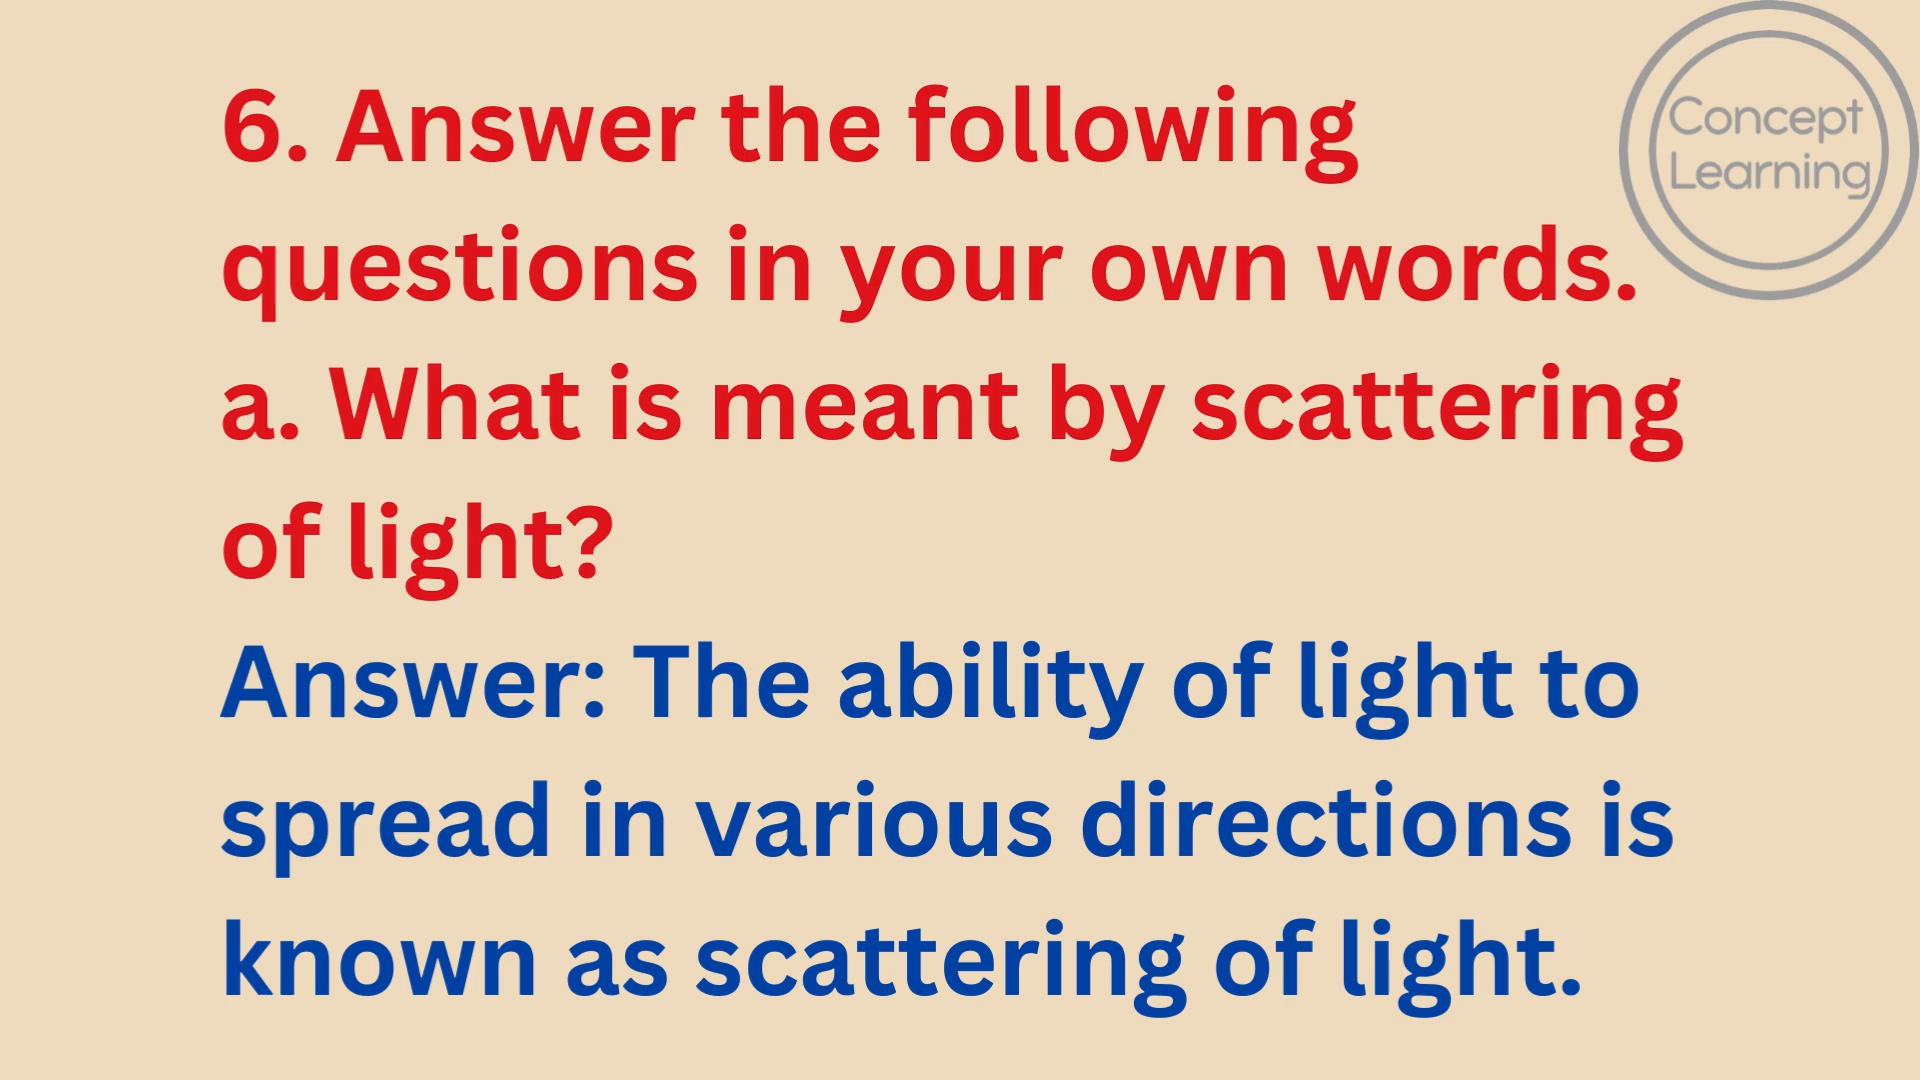 6. Answer the following
questions in your own words.
a. What is meant by scattering
of light?
Answer: The ability of light to
spread in various directions is
known as scattering of light.
Concept
Learning